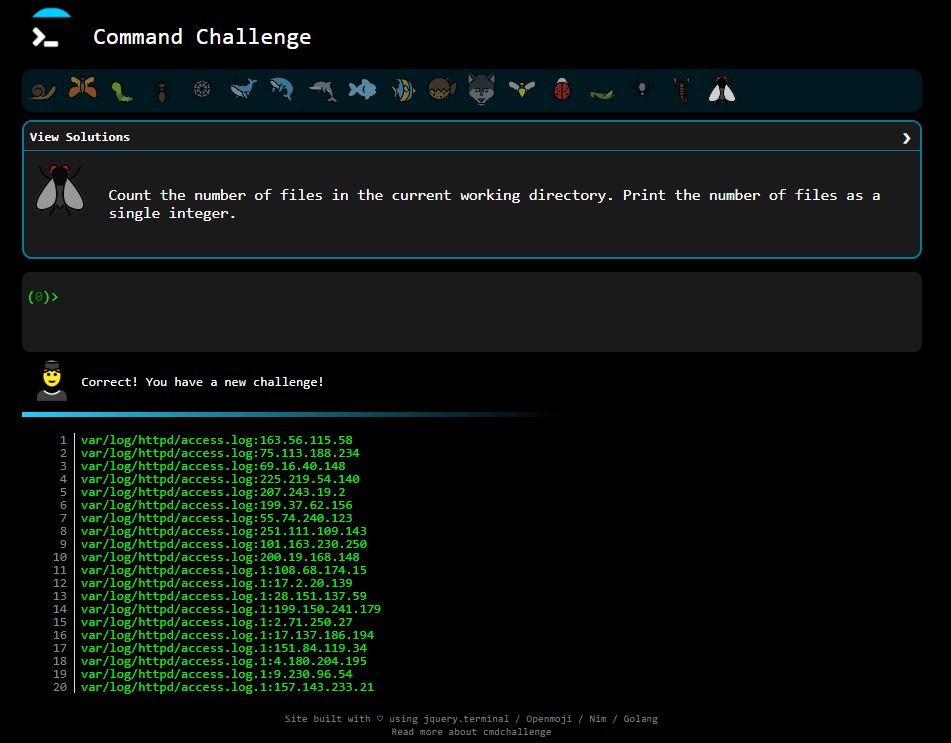 Command Challenge
View Solutions
Count the number of files in the current working directory. Print the number of files as a
single integer.
(0)>
Correct! You have a new challenge!
1 var/log/httpd/access.log:163.56.115.58
2 var/log/httpd/access.log:75.113.188.234
3 var/log/httpd/access.log:69.16.40.148
4 var/log/httpd/access.log:225.219.54.140
5 var/log/httpd/access.log:207.243.19.2
6 var/log/httpd/access.log:199.37.62.156
7 var/log/httpd/access.log:55.74.240.123
8 var/log/httpd/access.log:251.111.109.143
9 var/log/httpd/access.log:101.163.230.250
10 var/log/httpd/access.log:200.19.168.148
11 var/log/httpd/access.log.1:108.68.174.15
12 var/log/httpd/access.log.1:17.2.20.139
13 var/log/httpd/access.log.1:28.151.137.59
14 var/log/httpd/access.log.1:199.150.241.179
15 var/log/httpd/access.log.1:2.71.250.27
16 var/log/httpd/access.log.1:17.137.186.194
17 var/log/httpd/access.log.1:151.84.119.34
18 var/log/httpd/access.log.1:4.180.204.195
19 var/log/httpd/access.log.1:9.230.96.54
20 var/log/httpd/access.log.1:157.143.233.21
Site built with ♡ using jquery.terminal / Openmoji / Nim / Golang
Read more about cmdchallenge